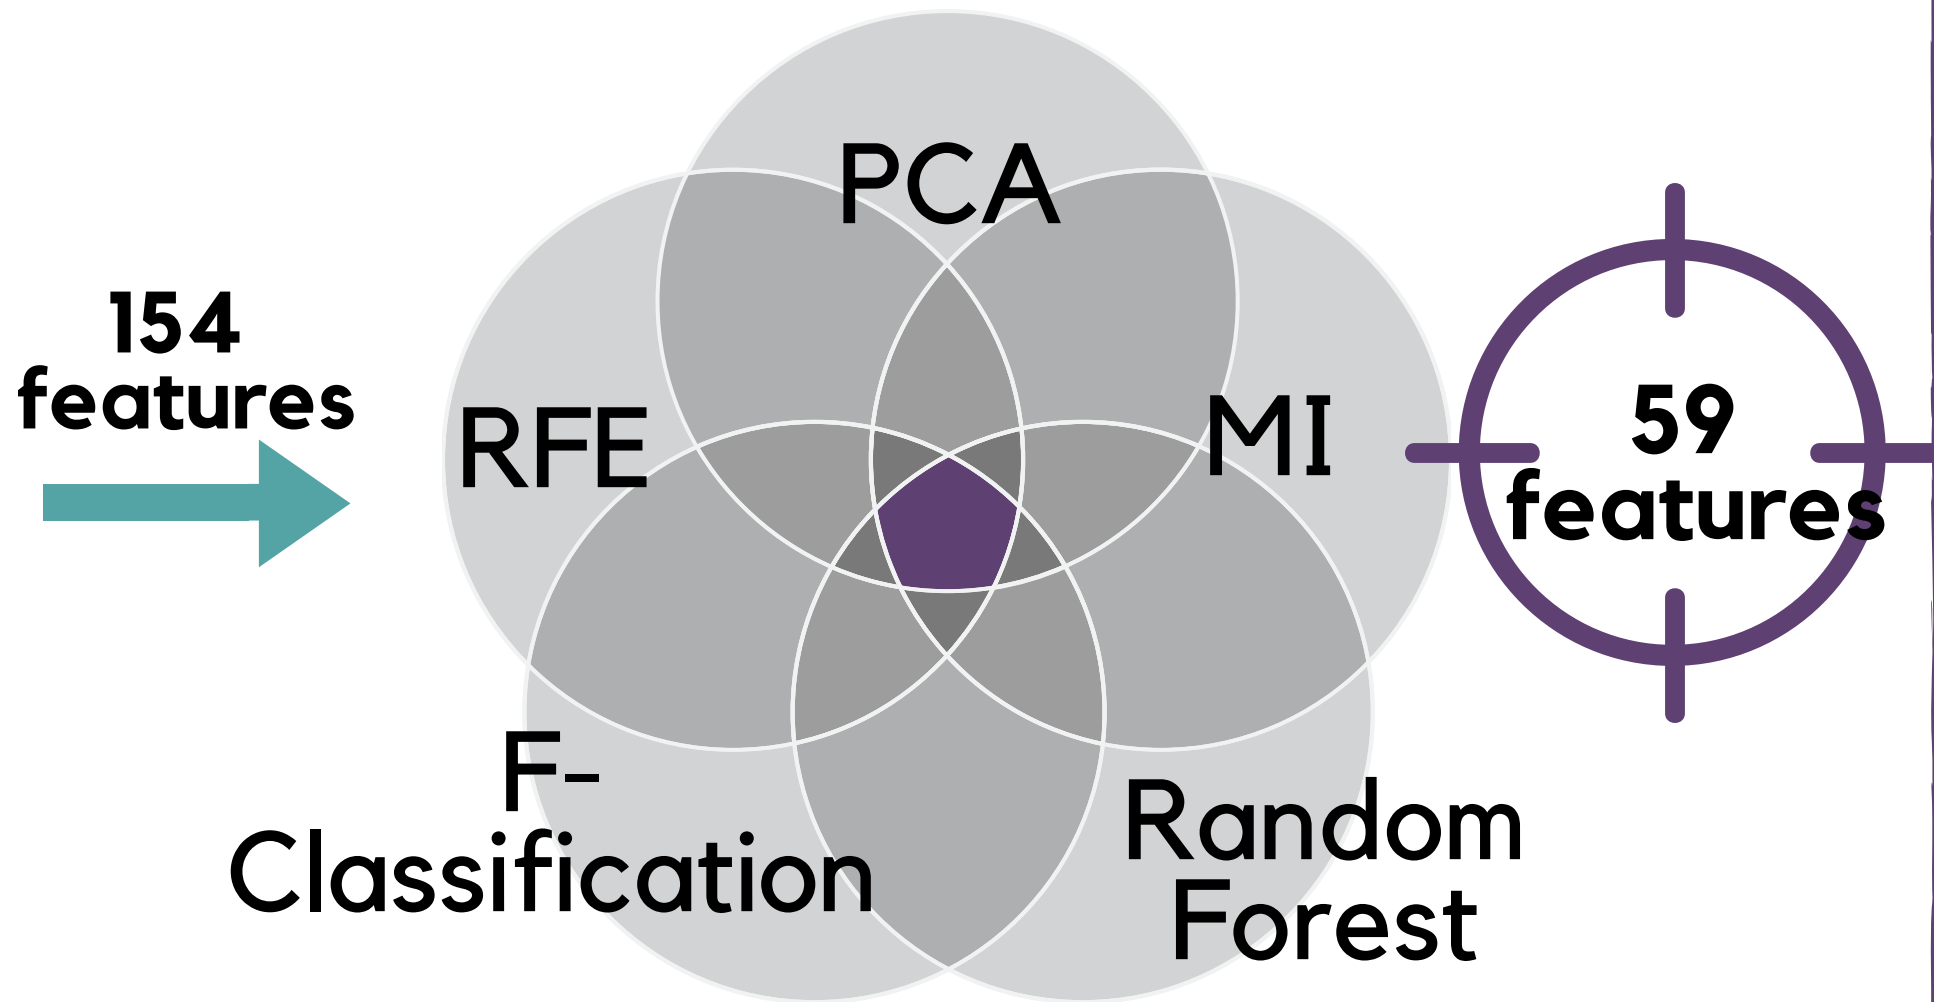 154
features
PCA
RFE
MI
F-
Classification
Random
Forest
59
features